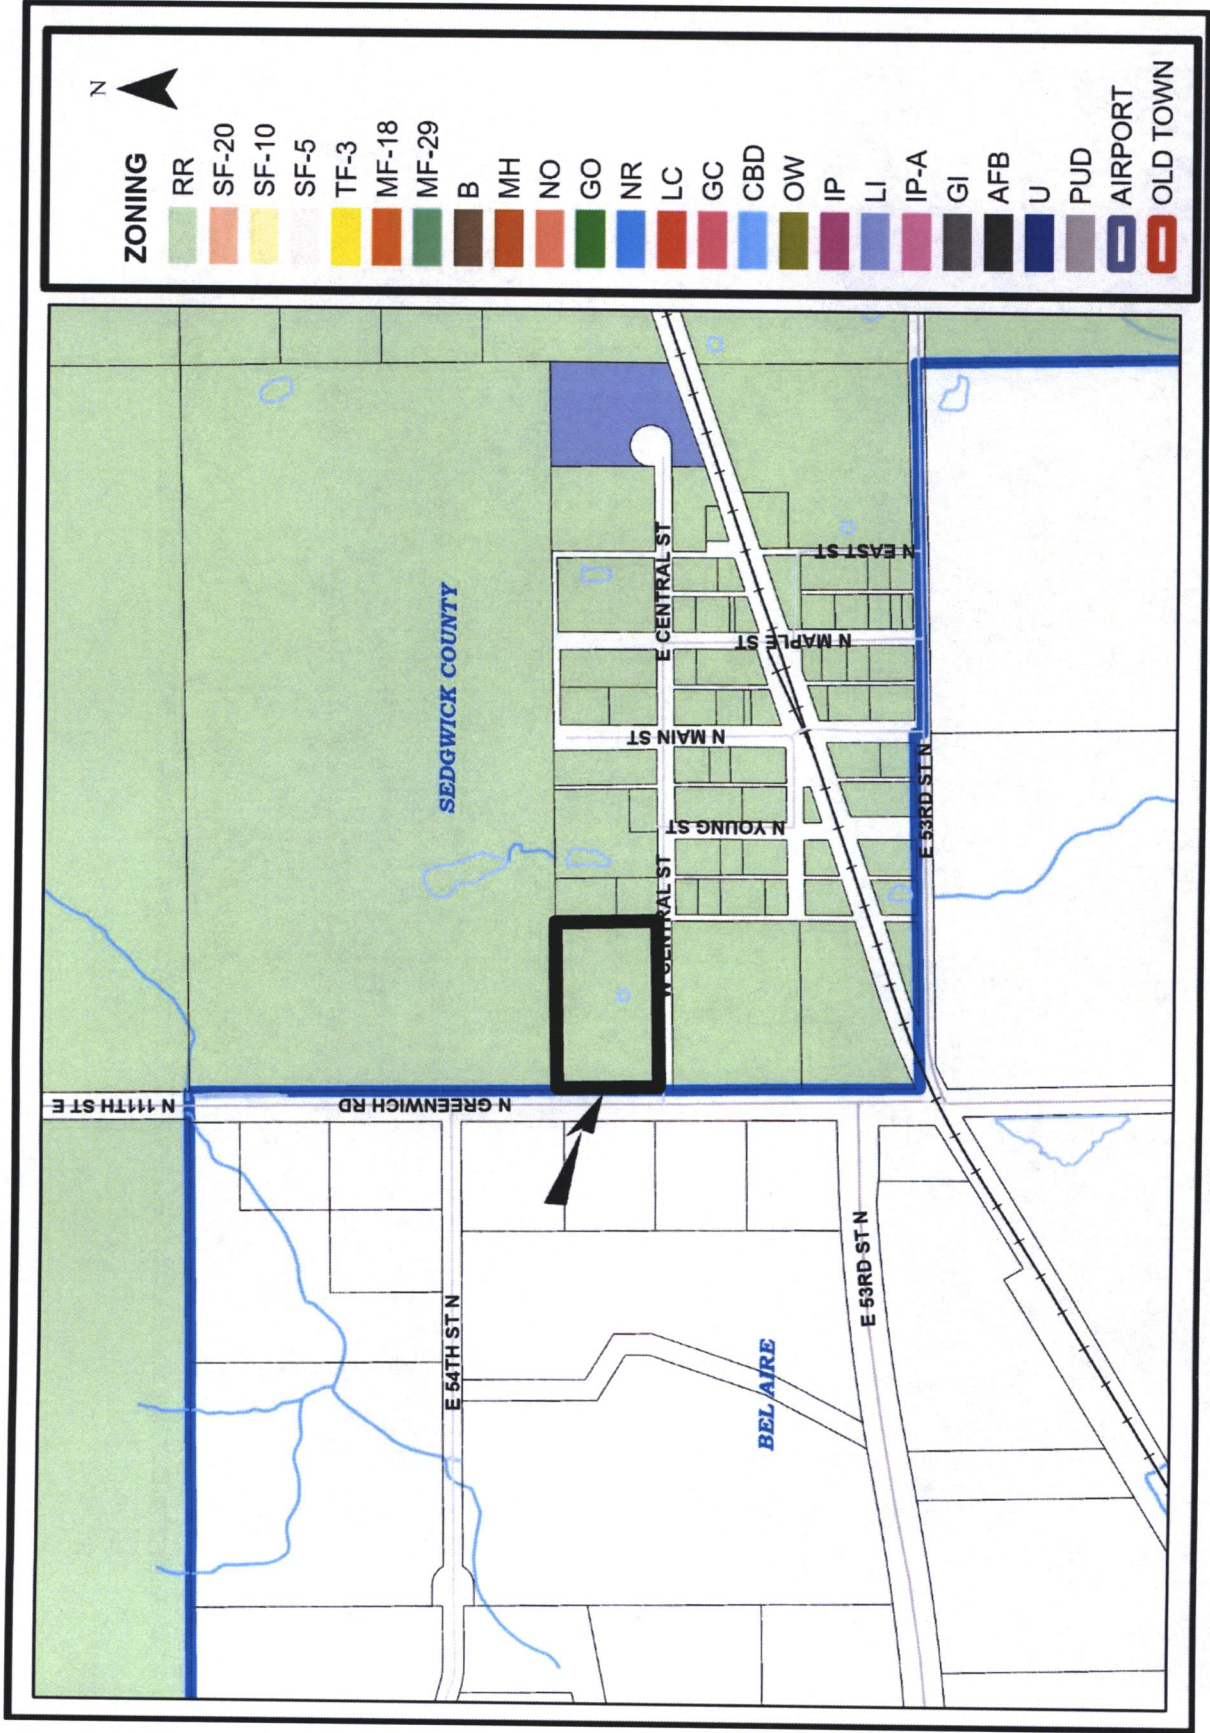 N
ZONING
RR
SF-20
SF-10
SF-5
TF-3
MF-18
MF-29
B
MH
NO
GO
NR
LC
GC
CBD
OW
IP
LI
IP-A
GI
AFB
U
PUD
AIRPORT
OLD TOWN
N 111TH ST E
N GREENWICH RD
SEDGWICK COUNTY
E 54TH ST N
W CENTRAL ST
E CENTRAL ST
N YOUNG ST
N MAIN ST
N MAPLE ST
N EAST ST
BEL AIRE
E 53RD ST N
E 53RD ST N